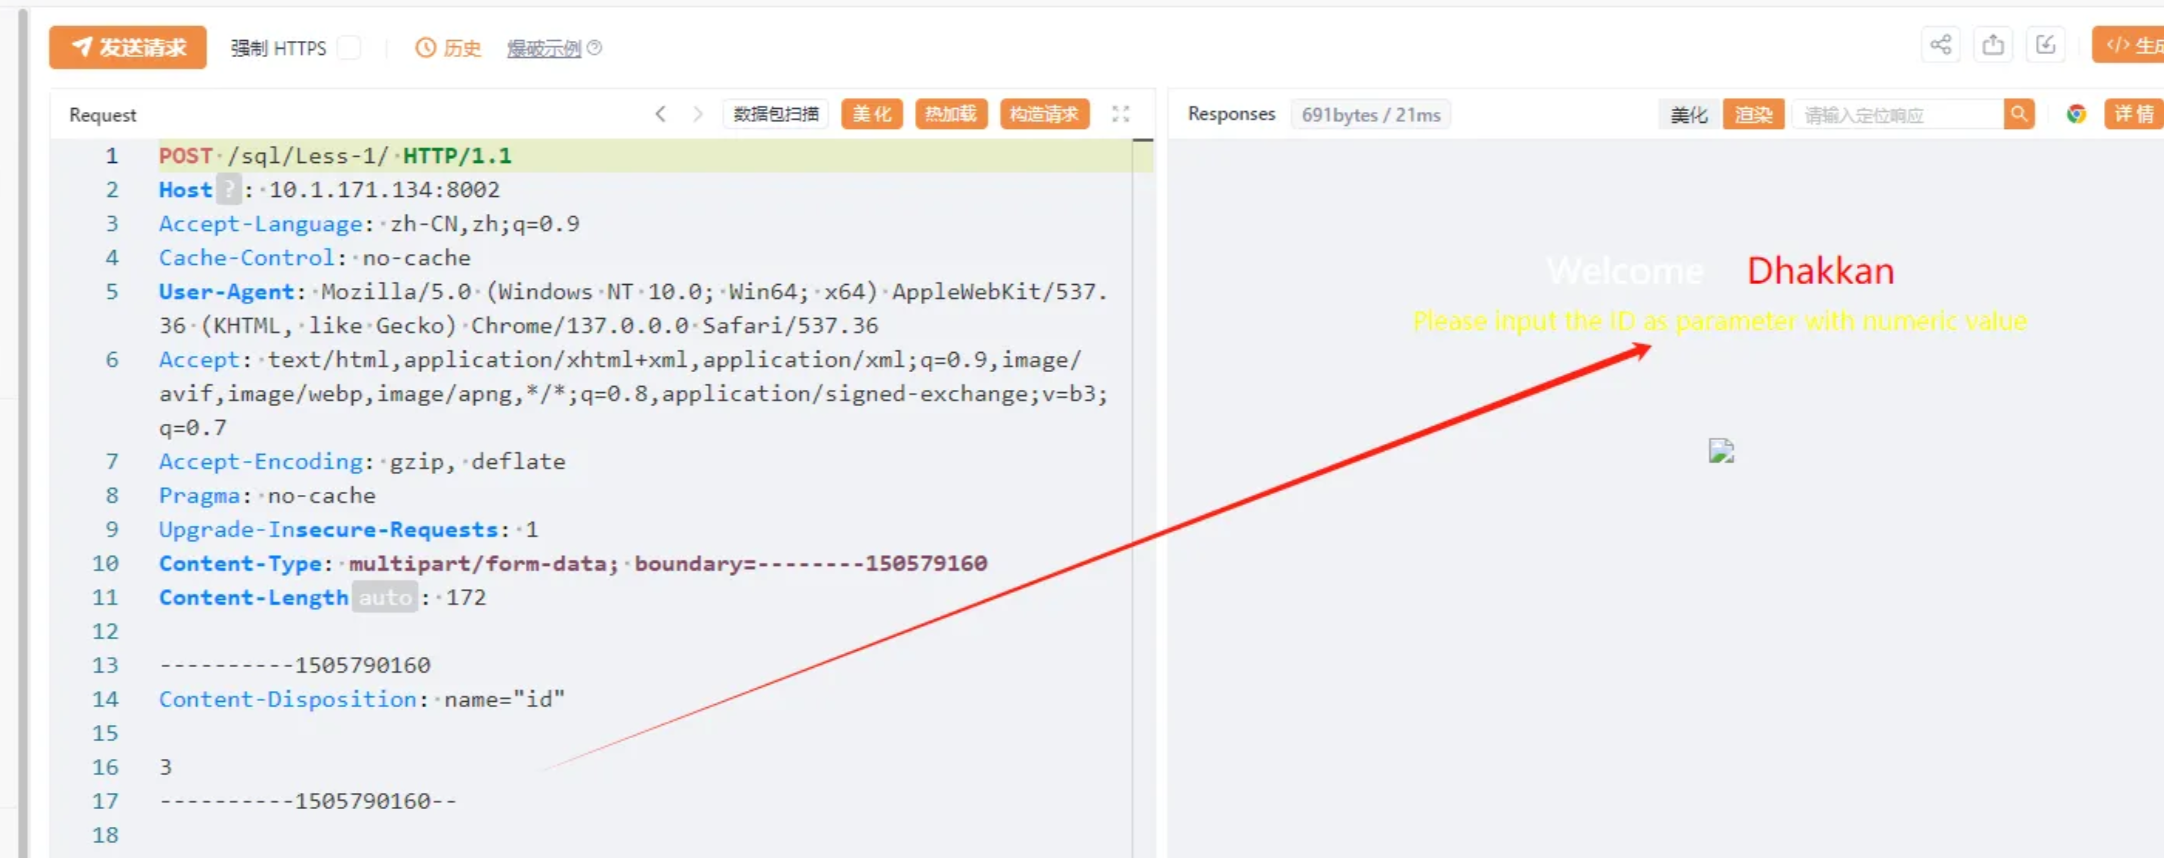 发送请求 强制 HTTPS 历史 爆破示例 </> 生成
Request 数据包扫描 美化 热加载 构造请求
1 POST /sql/Less-1/ HTTP/1.1
2 Host ? : 10.1.171.134:8002
3 Accept-Language: zh-CN,zh;q=0.9
4 Cache-Control: no-cache
5 User-Agent: Mozilla/5.0 (Windows NT 10.0; Win64; x64) AppleWebKit/537.
36 (KHTML, like Gecko) Chrome/137.0.0.0 Safari/537.36
6 Accept: text/html,application/xhtml+xml,application/xml;q=0.9,image/
avif,image/webp,image/apng,*/*;q=0.8,application/signed-exchange;v=b3;
q=0.7
7 Accept-Encoding: gzip, deflate
8 Pragma: no-cache
9 Upgrade-Insecure-Requests: 1
10 Content-Type: multipart/form-data; boundary=--------150579160
11 Content-Length auto : 172
12
13 ----------1505790160
14 Content-Disposition: name="id"
15
16 3
17 ----------1505790160--
18
Responses 691bytes / 21ms 美化 渲染 请输入定位响应 详情
Welcome Dhakkan
Please input the ID as parameter with numeric value